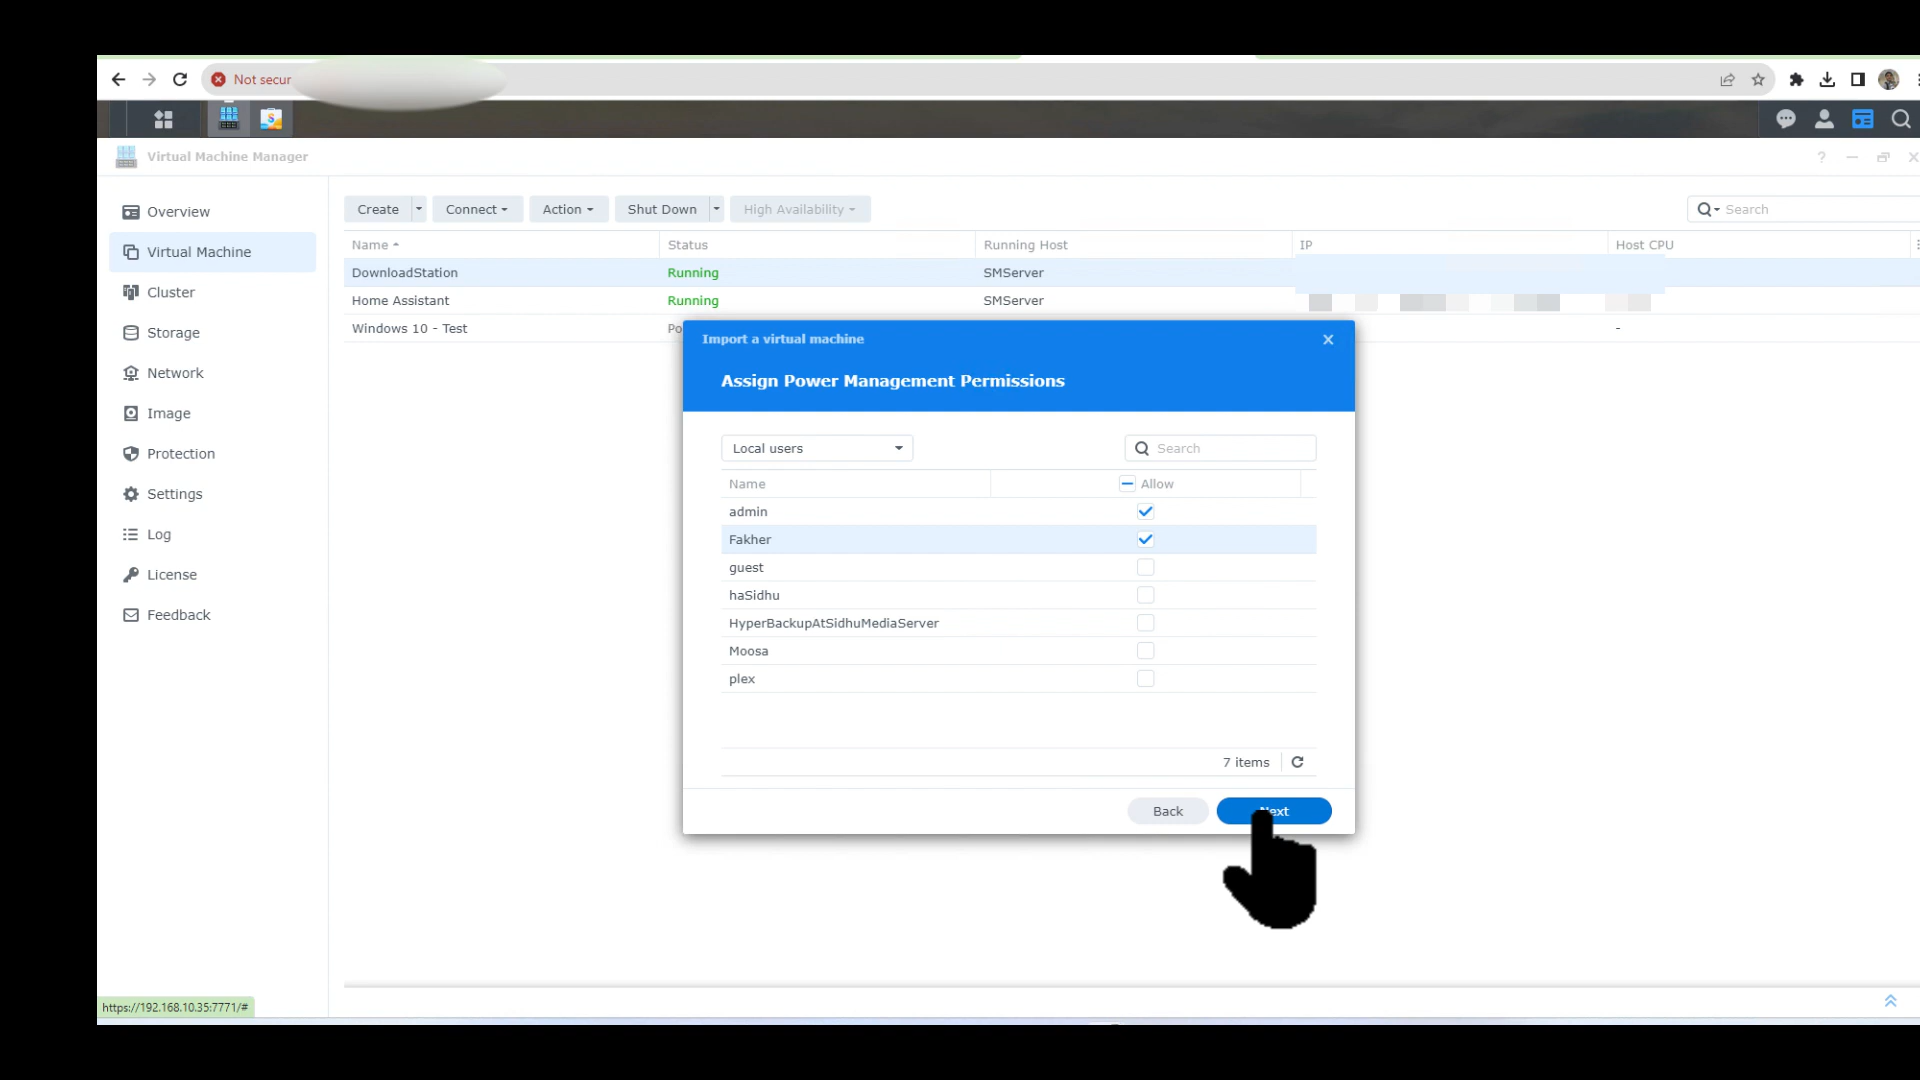 Not secur
Virtual Machine Manager
?
Overview
Virtual Machine
Cluster
Storage
Network
Image
Protection
Settings
Log
License
Feedback
Create
Connect
Action
Shut Down
High Availability
Search
Name
Status
Running Host
IP
Host CPU
DownloadStation
Running
SMServer
Home Assistant
Running
SMServer
Windows 10 - Test
Po
-
Import a virtual machine
Assign Power Management Permissions
Local users
Search
Name
Allow
admin
Fakher
guest
haSidhu
HyperBackupAtSidhuMediaServer
Moosa
plex
7 items
Back
Next
https://192.168.10.35:7771/#